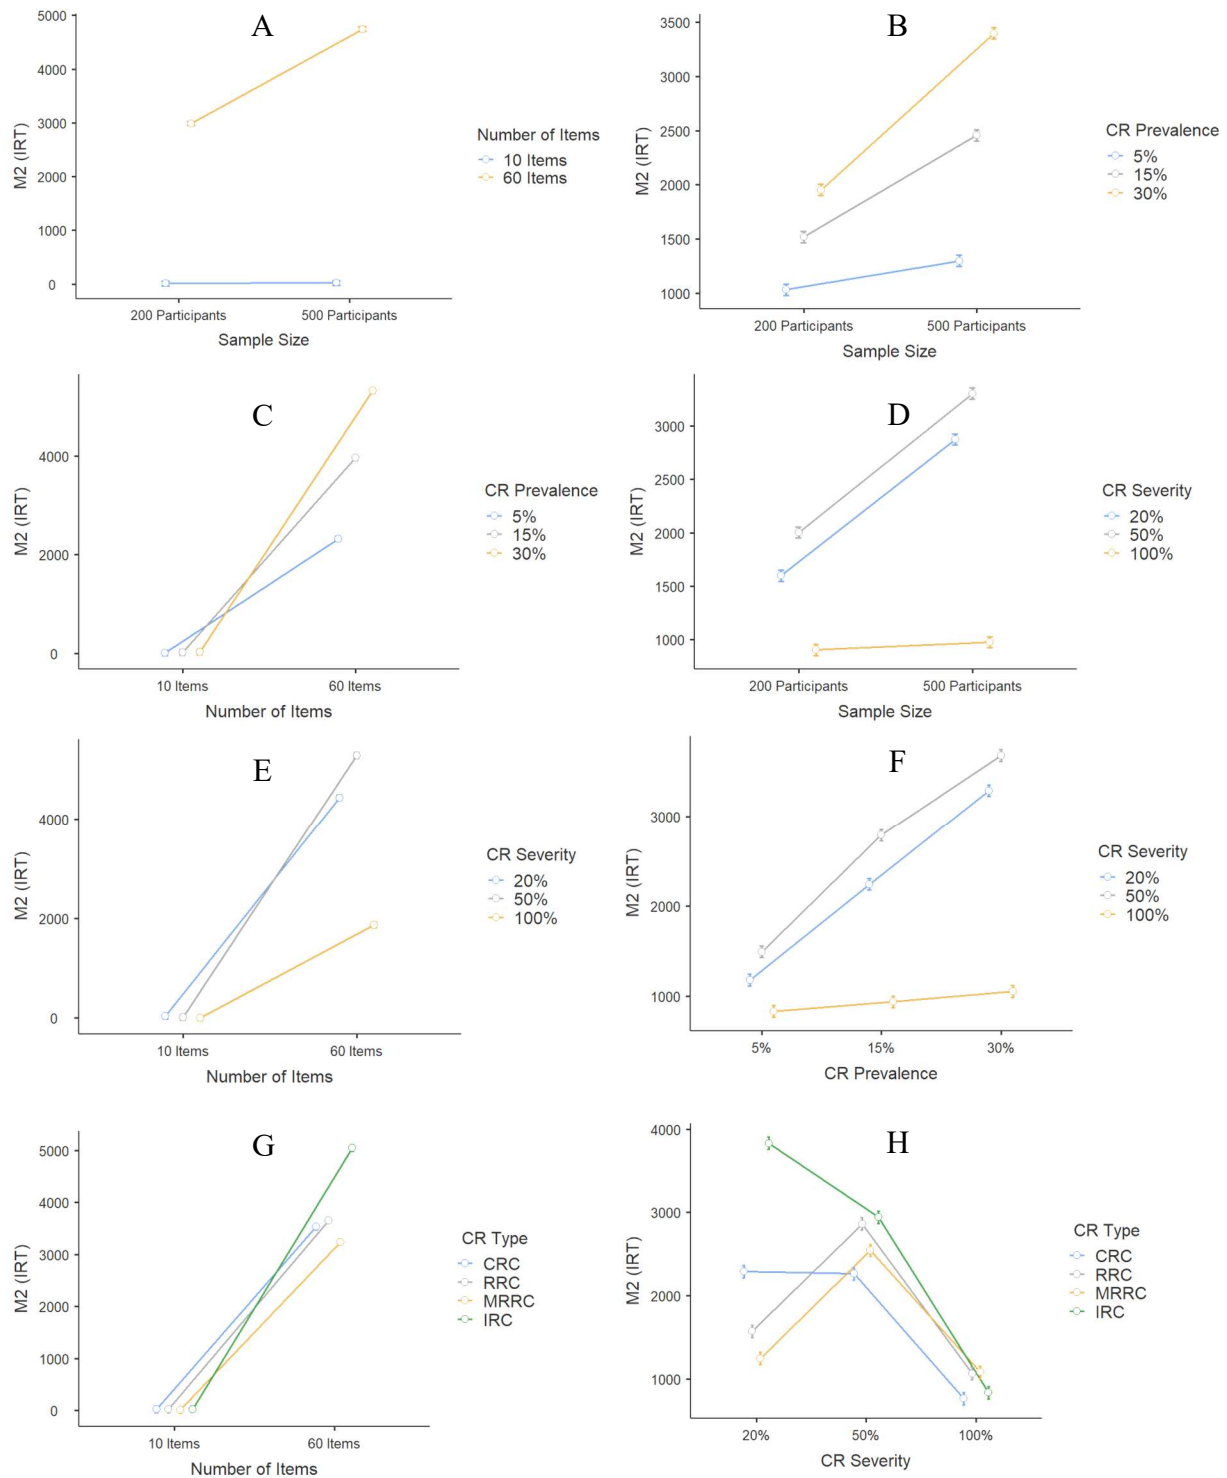 A
5000
4000
3000
2000
1000
0
M2 (IRT)
200 Participants 500 Participants
Sample Size
Number of Items
10 Items
60 Items
B
3500
3000
2500
2000
1500
1000
M2 (IRT)
200 Participants 500 Participants
Sample Size
CR Prevalence
5%
15%
30%
C
4000
2000
0
M2 (IRT)
10 Items 60 Items
Number of Items
CR Prevalence
5%
15%
30%
D
3000
2500
2000
1500
1000
M2 (IRT)
200 Participants 500 Participants
Sample Size
CR Severity
20%
50%
100%
E
4000
2000
0
M2 (IRT)
10 Items 60 Items
Number of Items
CR Severity
20%
50%
100%
F
3000
2000
1000
M2 (IRT)
5% 15% 30%
CR Prevalence
CR Severity
20%
50%
100%
G
5000
4000
3000
2000
1000
0
M2 (IRT)
10 Items 60 Items
Number of Items
CR Type
CRC
RRC
MRRC
IRC
H
4000
3000
2000
1000
M2 (IRT)
20% 50% 100%
CR Severity
CR Type
CRC
RRC
MRRC
IRC